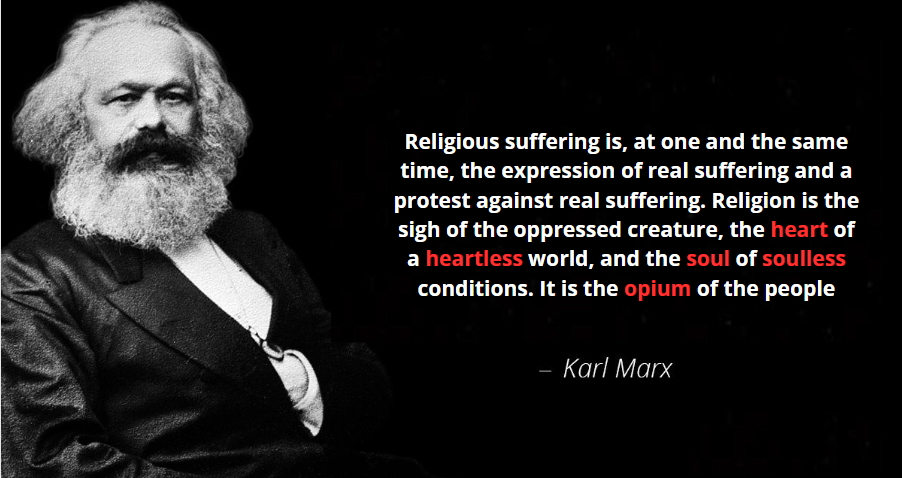 Religious suffering is, at one and the same
time, the expression of real suffering and a
protest against real suffering. Religion is the
sigh of the oppressed creature, the heart of
a heartless world, and the soul of soulless
conditions. It is the opium of the people
– Karl Marx